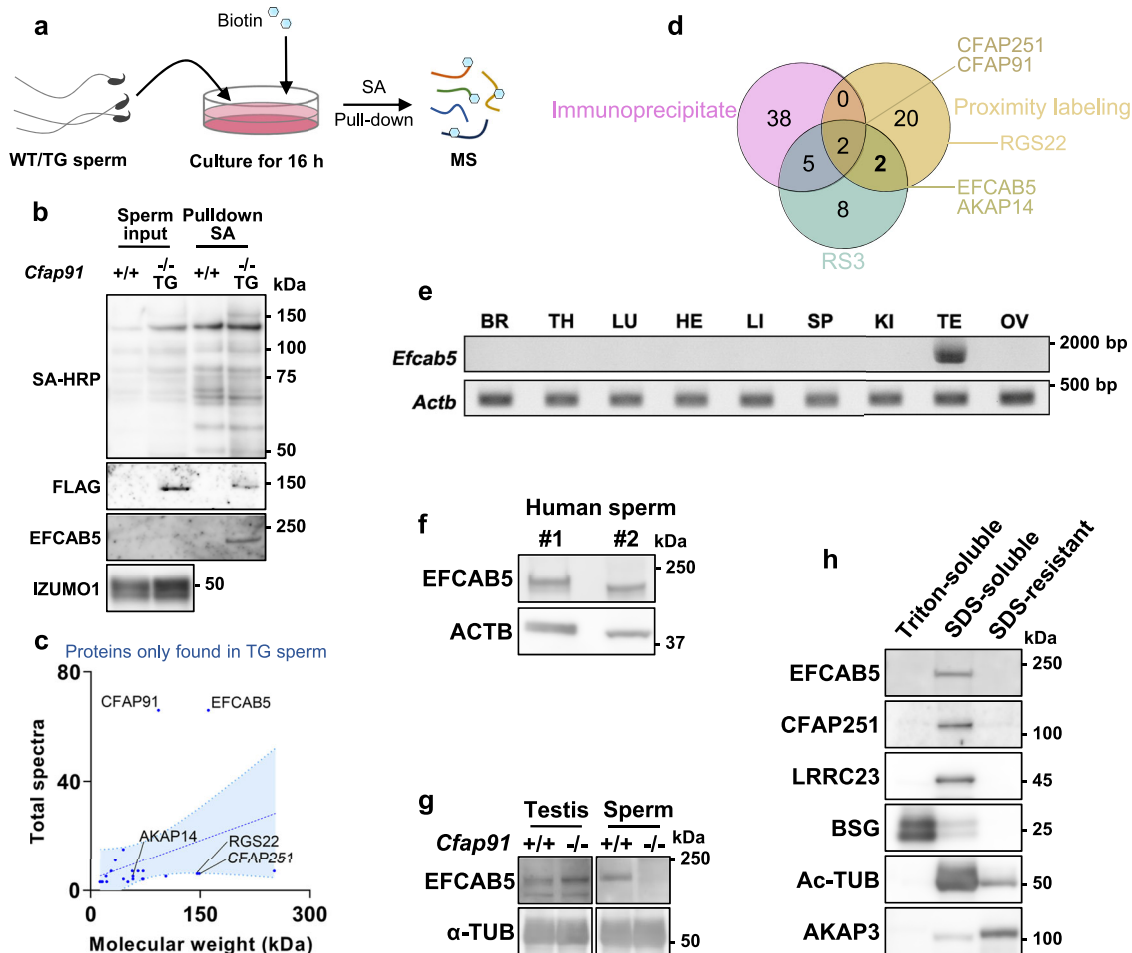 a
Biotin
WT/TG sperm
Culture for 16 h
SA
Pull-down
MS
b
Sperm input
Pulldown SA
Cfap91 +/+ -/- TG +/+ -/- TG kDa
SA-HRP
150
100
75
50
FLAG
150
EFCAB5
250
IZUMO1
50
c
Proteins only found in TG sperm
Total spectra
80
40
0
CFAP91
EFCAB5
AKAP14
RGS22
CFAP251
0 150 300
Molecular weight (kDa)
d
CFAP251
CFAP91
Immunoprecipitate
Proximity labeling
RGS22
EFCAB5
AKAP14
RS3
38
0
20
2
5
2
8
e
BR TH LU HE LI SP KI TE OV
Efcab5
2000 bp
500 bp
Actb
f
Human sperm
#1 #2 kDa
EFCAB5
250
ACTB
37
g
Testis Sperm
Cfap91 +/+ -/- +/+ -/- kDa
EFCAB5
250
α-TUB
50
h
Triton-soluble
SDS-soluble
SDS-resistant
kDa
EFCAB5
250
CFAP251
100
LRRC23
45
BSG
25
Ac-TUB
50
AKAP3
100